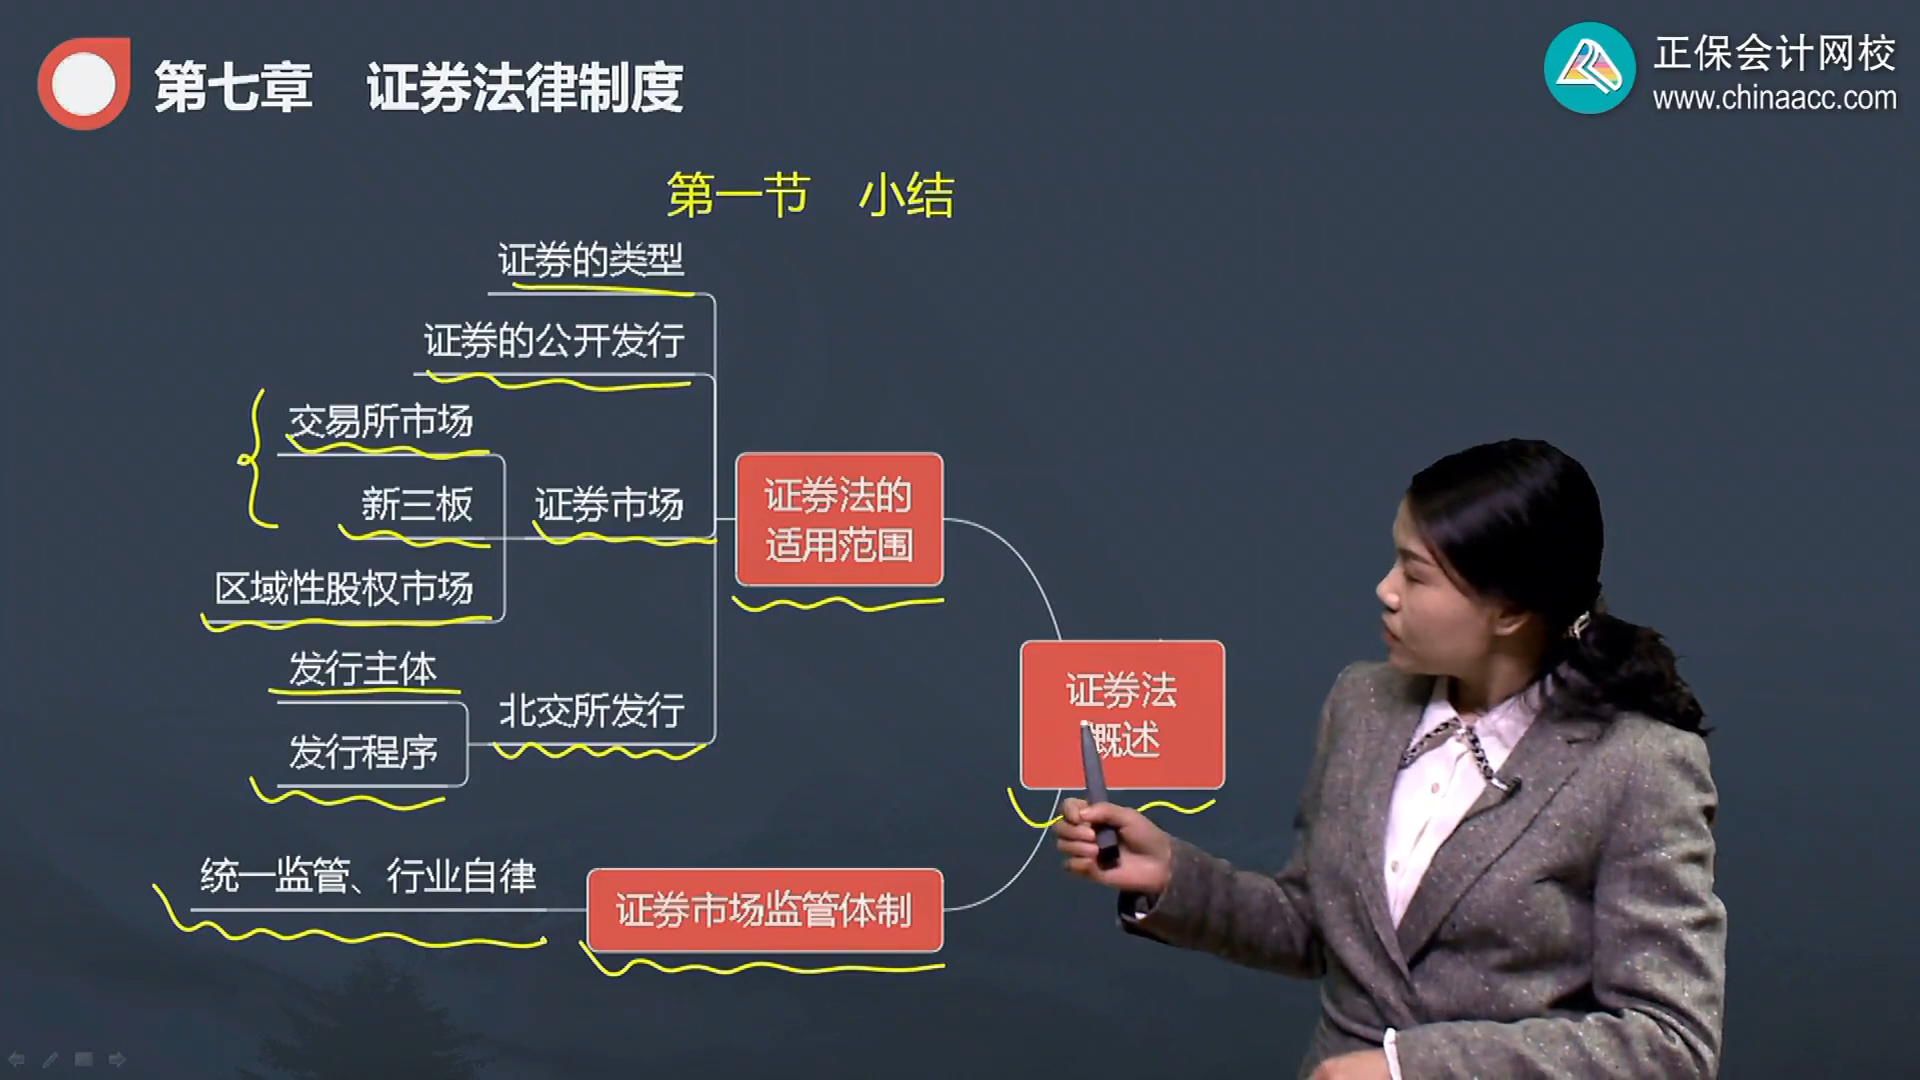 第七章 证券法律制度
正保会计网校
www.chinaacc.com
第一节 小结
证券的类型
证券的公开发行
交易所市场
新三板
证券市场
区域性股权市场
证券法的
适用范围
发行主体
发行程序
北交所发行
证券法
概述
统一监管、行业自律
证券市场监管体制